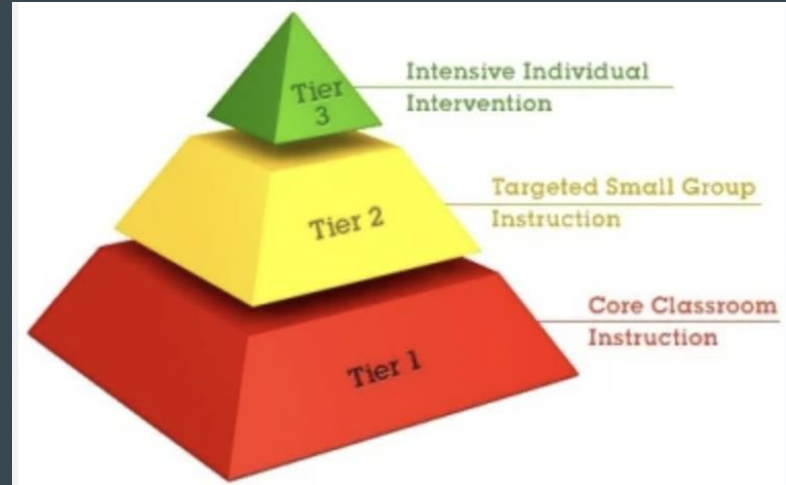 Tier
3
Intensive Individual
Intervention
Tier 2
Targeted Small Group
Instruction
Tier 1
Core Classroom
Instruction